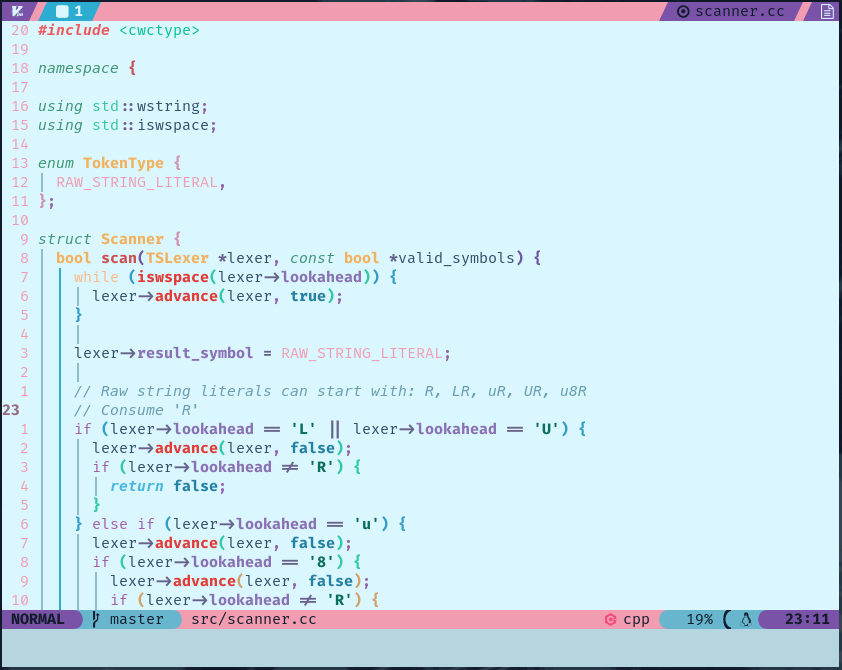 1 scanner.cc
20 #include <cwctype>
19
18 namespace {
17
16 using std::wstring;
15 using std::iswspace;
14
13 enum TokenType {
12 RAW_STRING_LITERAL,
11 };
10
9 struct Scanner {
8 bool scan(TSLexer *lexer, const bool *valid_symbols) {
7 while (iswspace(lexer->lookahead)) {
6 lexer->advance(lexer, true);
5 }
4
3 lexer->result_symbol = RAW_STRING_LITERAL;
2
1 // Raw string literals can start with: R, LR, uR, UR, u8R
23 // Consume 'R'
1 if (lexer->lookahead == 'L' || lexer->lookahead == 'U') {
2 lexer->advance(lexer, false);
3 if (lexer->lookahead != 'R') {
4 return false;
5 }
6 } else if (lexer->lookahead == 'u') {
7 lexer->advance(lexer, false);
8 if (lexer->lookahead == '8') {
9 lexer->advance(lexer, false);
10 if (lexer->lookahead != 'R') {
NORMAL master src/scanner.cc cpp 19% 23:11